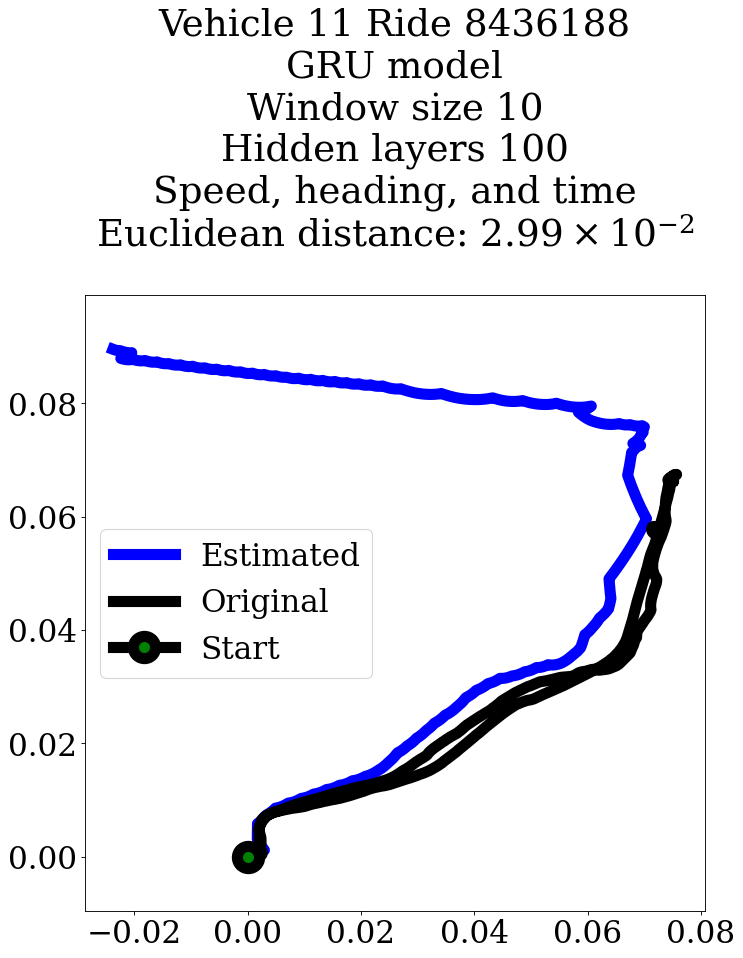 Vehicle 11 Ride 8436188
GRU model
Window size 10
Hidden layers 100
Speed, heading, and time
Euclidean distance: 2.99 × 10⁻²
0.08
0.06
0.04
0.02
0.00
Estimated
Original
Start
−0.02 0.00 0.02 0.04 0.06 0.08